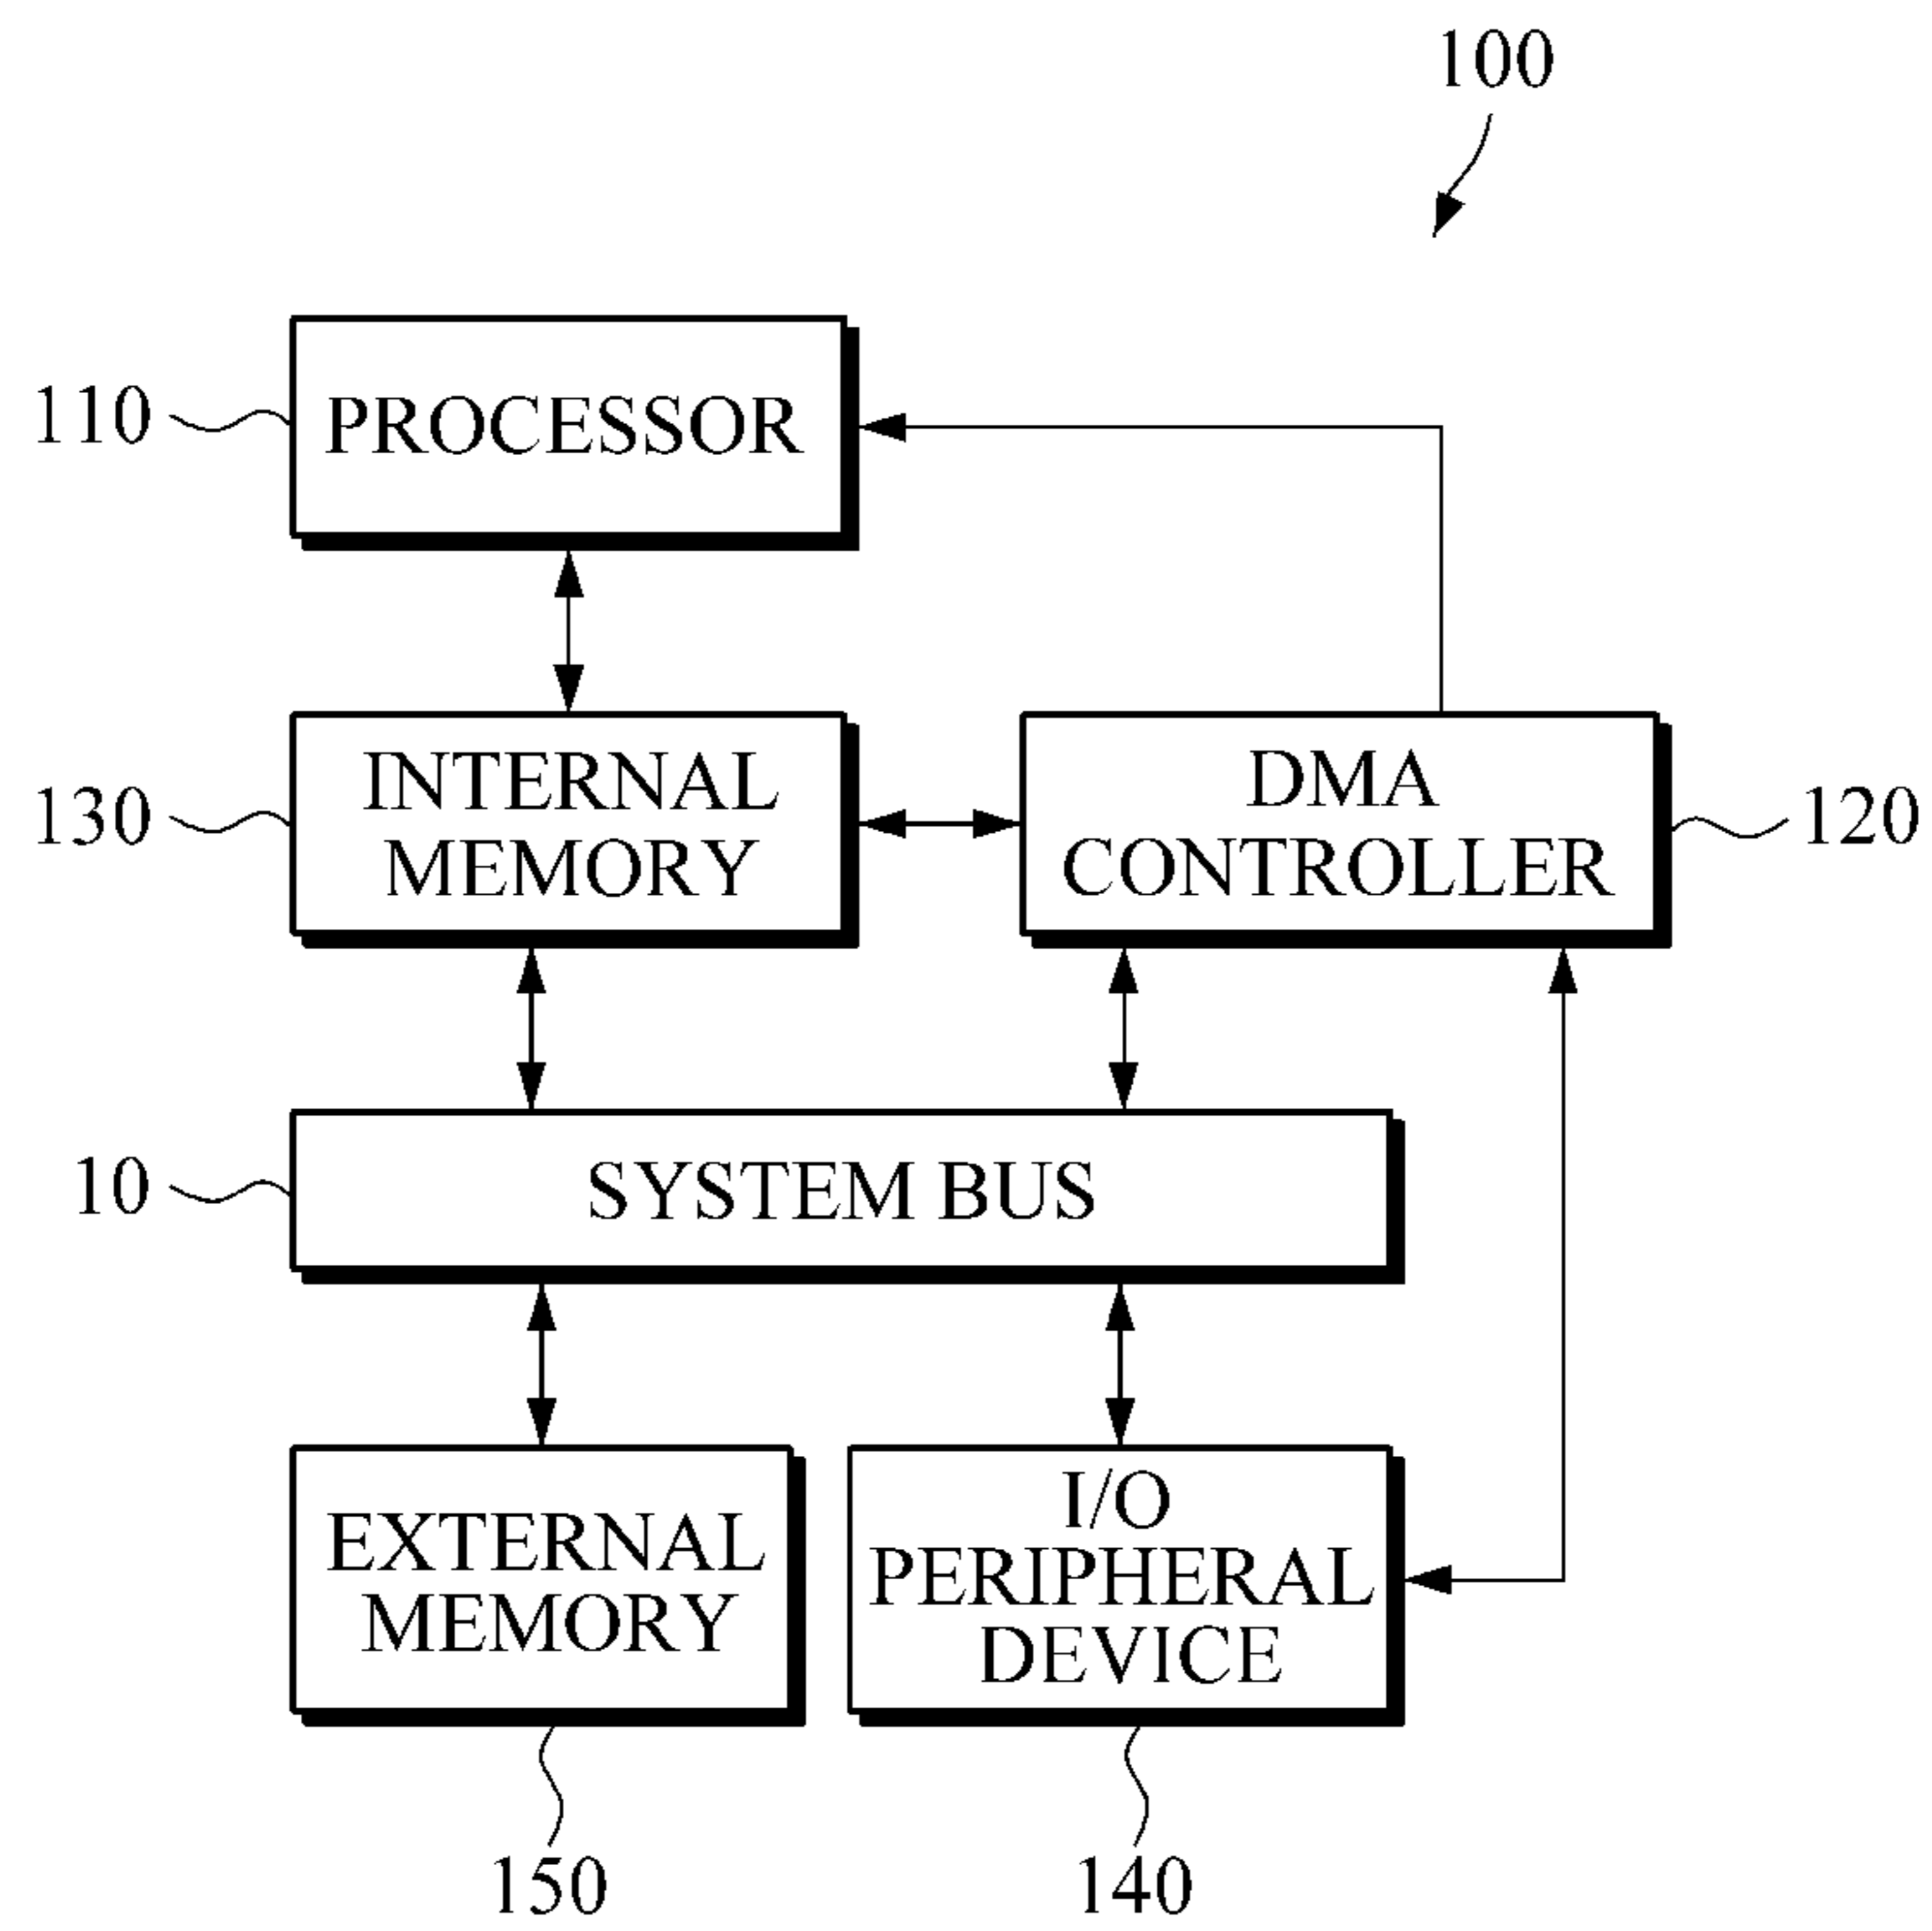 100
110
PROCESSOR
130
INTERNAL
MEMORY
DMA
CONTROLLER
120
10
SYSTEM BUS
EXTERNAL
MEMORY
I/O
PERIPHERAL
DEVICE
150
140